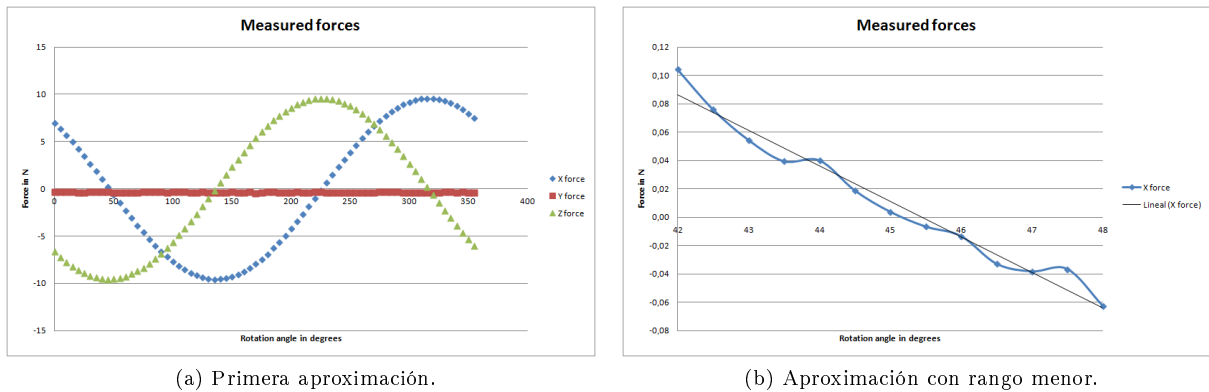 Measured forces
15
10
5
0
-5
-10
-15
0
50
100
150
200
250
300
350
400
Force in N
Rotation angle in degrees
X force
Y force
Z force
(a) Primera aproximación.
Measured forces
0,12
0,10
0,08
0,06
0,04
0,02
0,00
-0,02
-0,04
-0,06
-0,08
42
43
44
45
46
47
48
Force in N
Rotation angle in degrees
X force
Lineal (X force)
(b) Aproximación con rango menor.